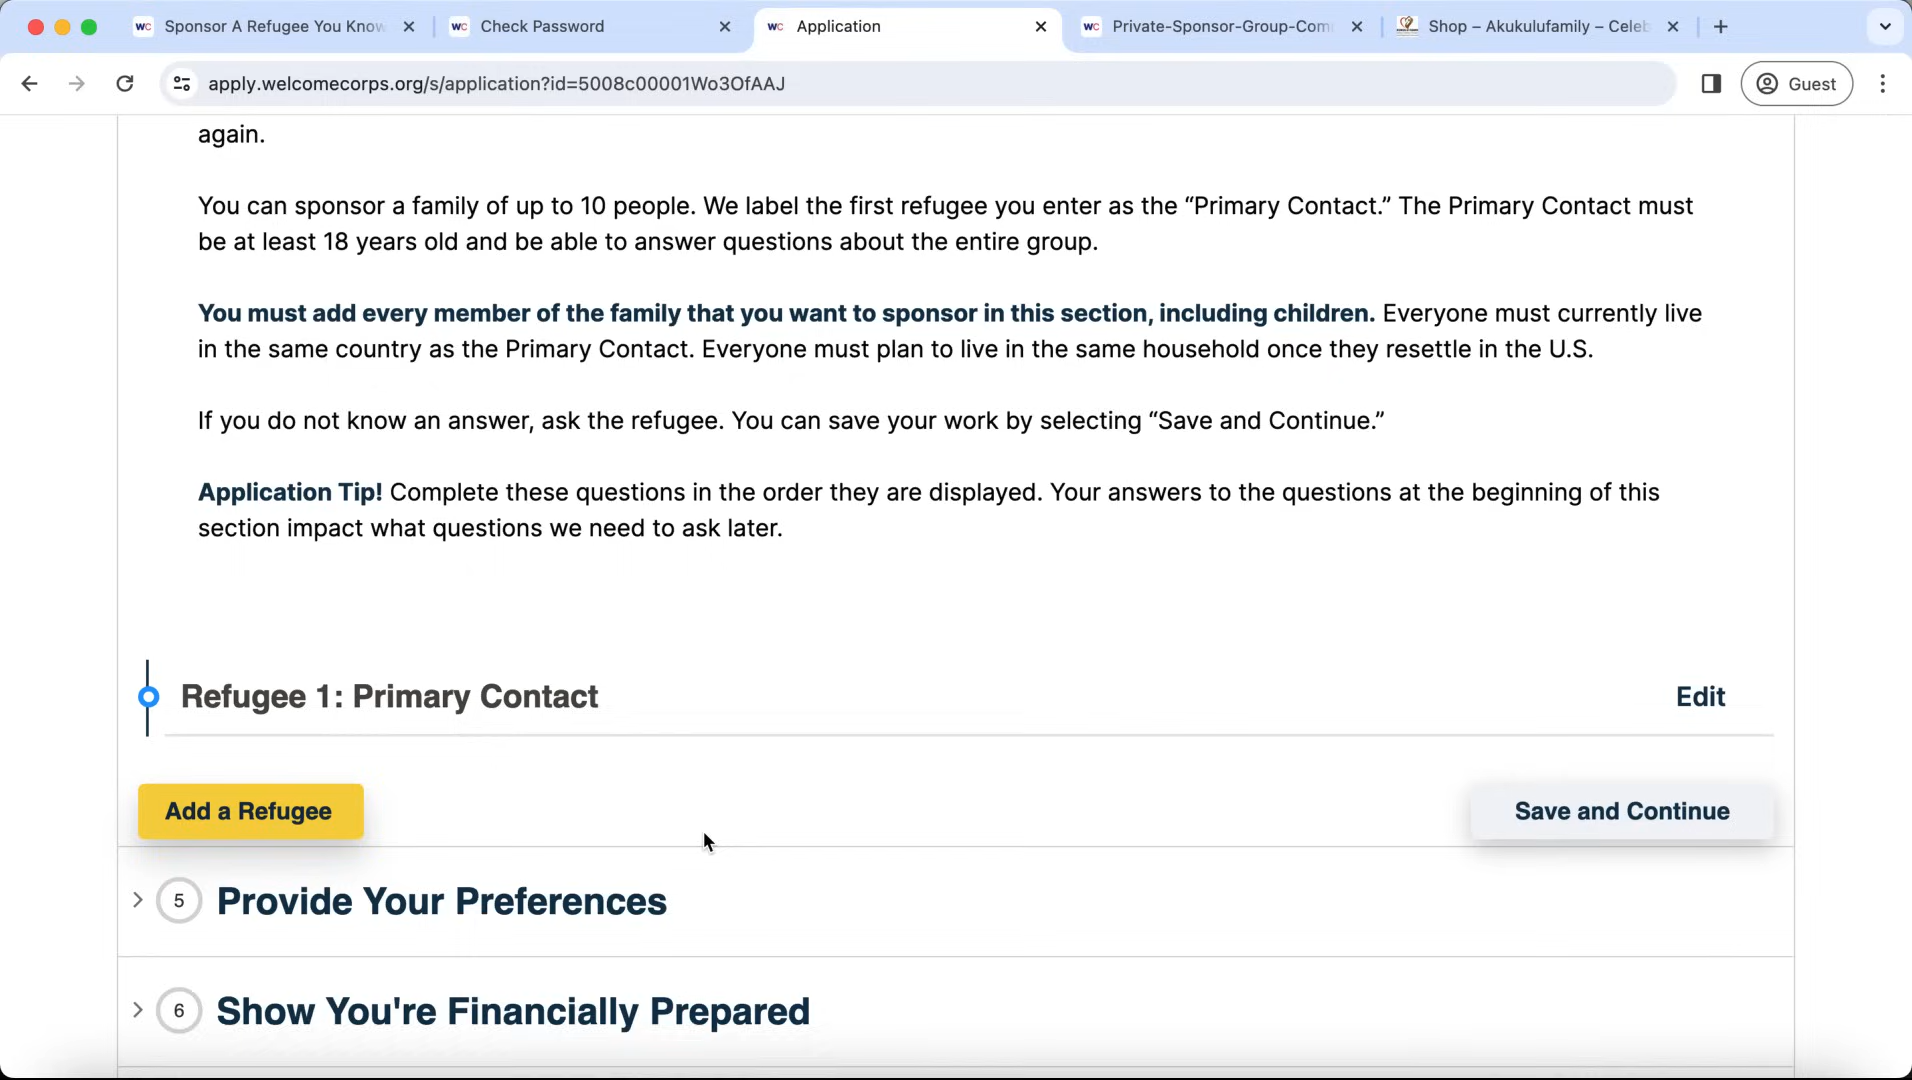 Sponsor A Refugee You Know
Check Password
Application
Private-Sponsor-Group-Com
Shop – Akukulufamily – Celeb
apply.welcomecorps.org/s/application?id=5008c00001Wo3OfAAJ
Guest
again.
You can sponsor a family of up to 10 people. We label the first refugee you enter as the “Primary Contact.” The Primary Contact must
be at least 18 years old and be able to answer questions about the entire group.
You must add every member of the family that you want to sponsor in this section, including children. Everyone must currently live
in the same country as the Primary Contact. Everyone must plan to live in the same household once they resettle in the U.S.
If you do not know an answer, ask the refugee. You can save your work by selecting “Save and Continue.”
Application Tip! Complete these questions in the order they are displayed. Your answers to the questions at the beginning of this
section impact what questions we need to ask later.
Refugee 1: Primary Contact
Edit
Add a Refugee
Save and Continue
5 Provide Your Preferences
6 Show You're Financially Prepared